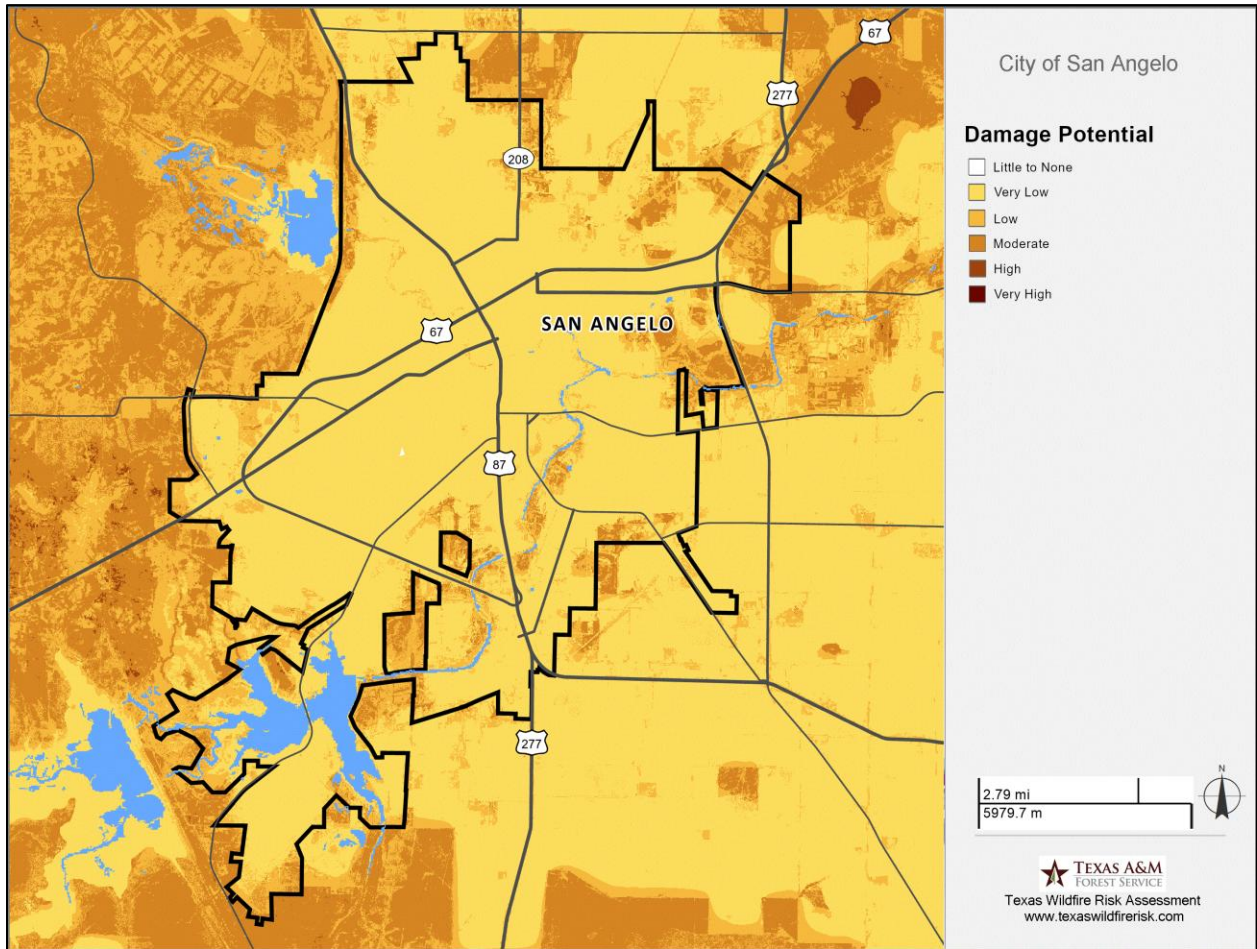 67
277
208
SAN ANGELO
67
87
277
City of San Angelo
Damage Potential
Little to None
Very Low
Low
Moderate
High
Very High
N
2.79 mi
5979.7 m
TEXAS A&M
FOREST SERVICE
Texas Wildfire Risk Assessment
www.texaswildfirerisk.com